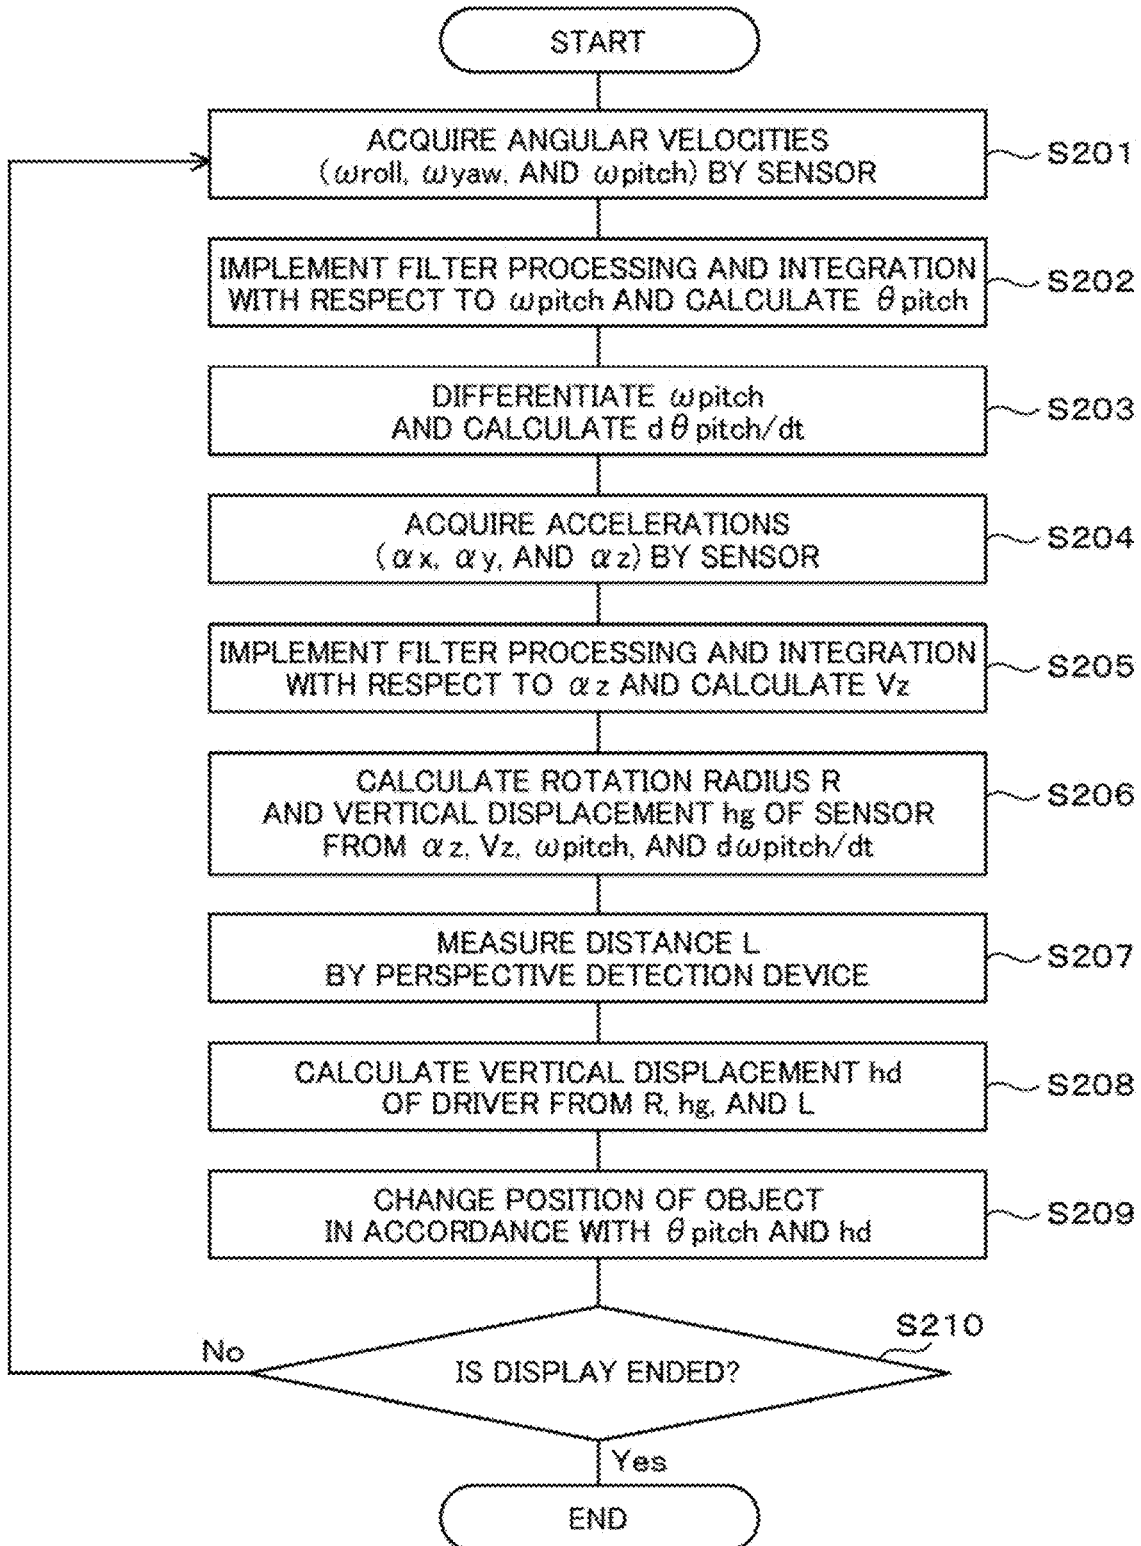 START
ACQUIRE ANGULAR VELOCITIES
(ωroll, ωyaw, AND ωpitch) BY SENSOR
S201
IMPLEMENT FILTER PROCESSING AND INTEGRATION
WITH RESPECT TO ωpitch AND CALCULATE θpitch
S202
DIFFERENTIATE ωpitch
AND CALCULATE dθpitch/dt
S203
ACQUIRE ACCELERATIONS
(αx, αy, AND αz) BY SENSOR
S204
IMPLEMENT FILTER PROCESSING AND INTEGRATION
WITH RESPECT TO αz AND CALCULATE Vz
S205
CALCULATE ROTATION RADIUS R
AND VERTICAL DISPLACEMENT hg OF SENSOR
FROM αz, Vz, ωpitch, AND dωpitch/dt
S206
MEASURE DISTANCE L
BY PERSPECTIVE DETECTION DEVICE
S207
CALCULATE VERTICAL DISPLACEMENT hd
OF DRIVER FROM R, hg, AND L
S208
CHANGE POSITION OF OBJECT
IN ACCORDANCE WITH θpitch AND hd
S209
S210
No
IS DISPLAY ENDED?
Yes
END